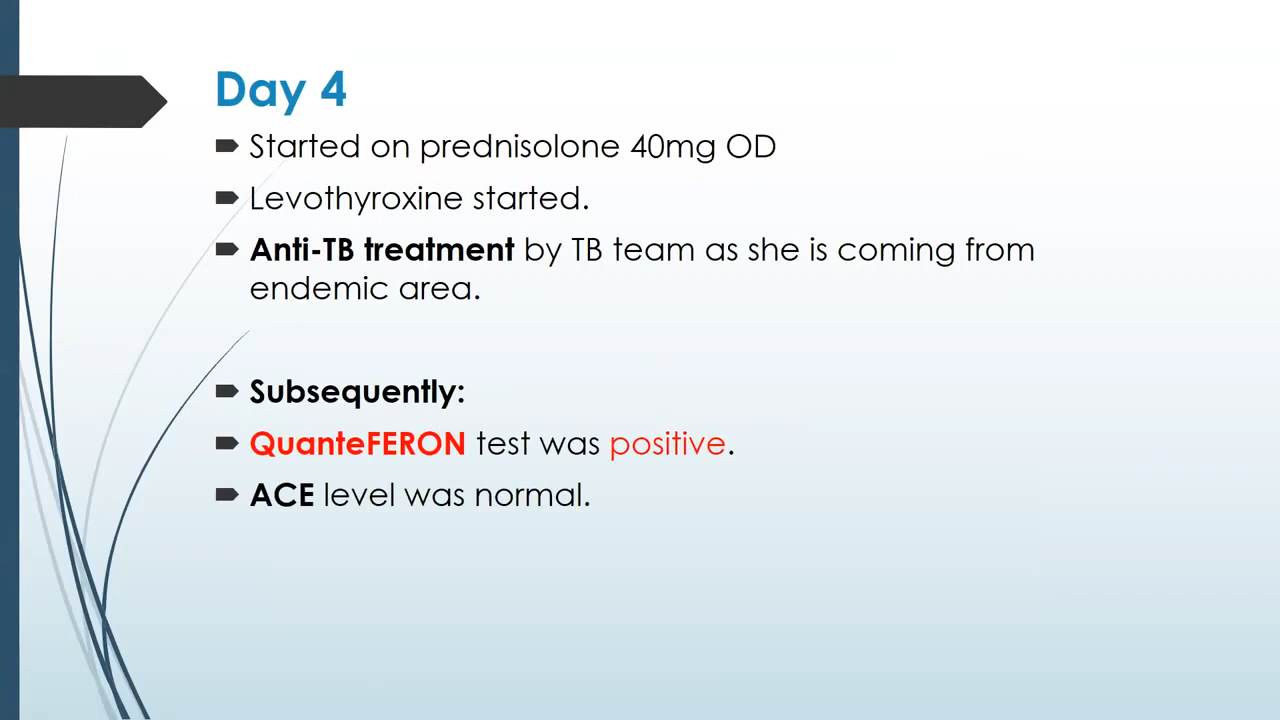 Day 4
Started on prednisolone 40mg OD
Levothyroxine started.
Anti-TB treatment by TB team as she is coming from
endemic area.
Subsequently:
QuanteFERON test was positive.
ACE level was normal.